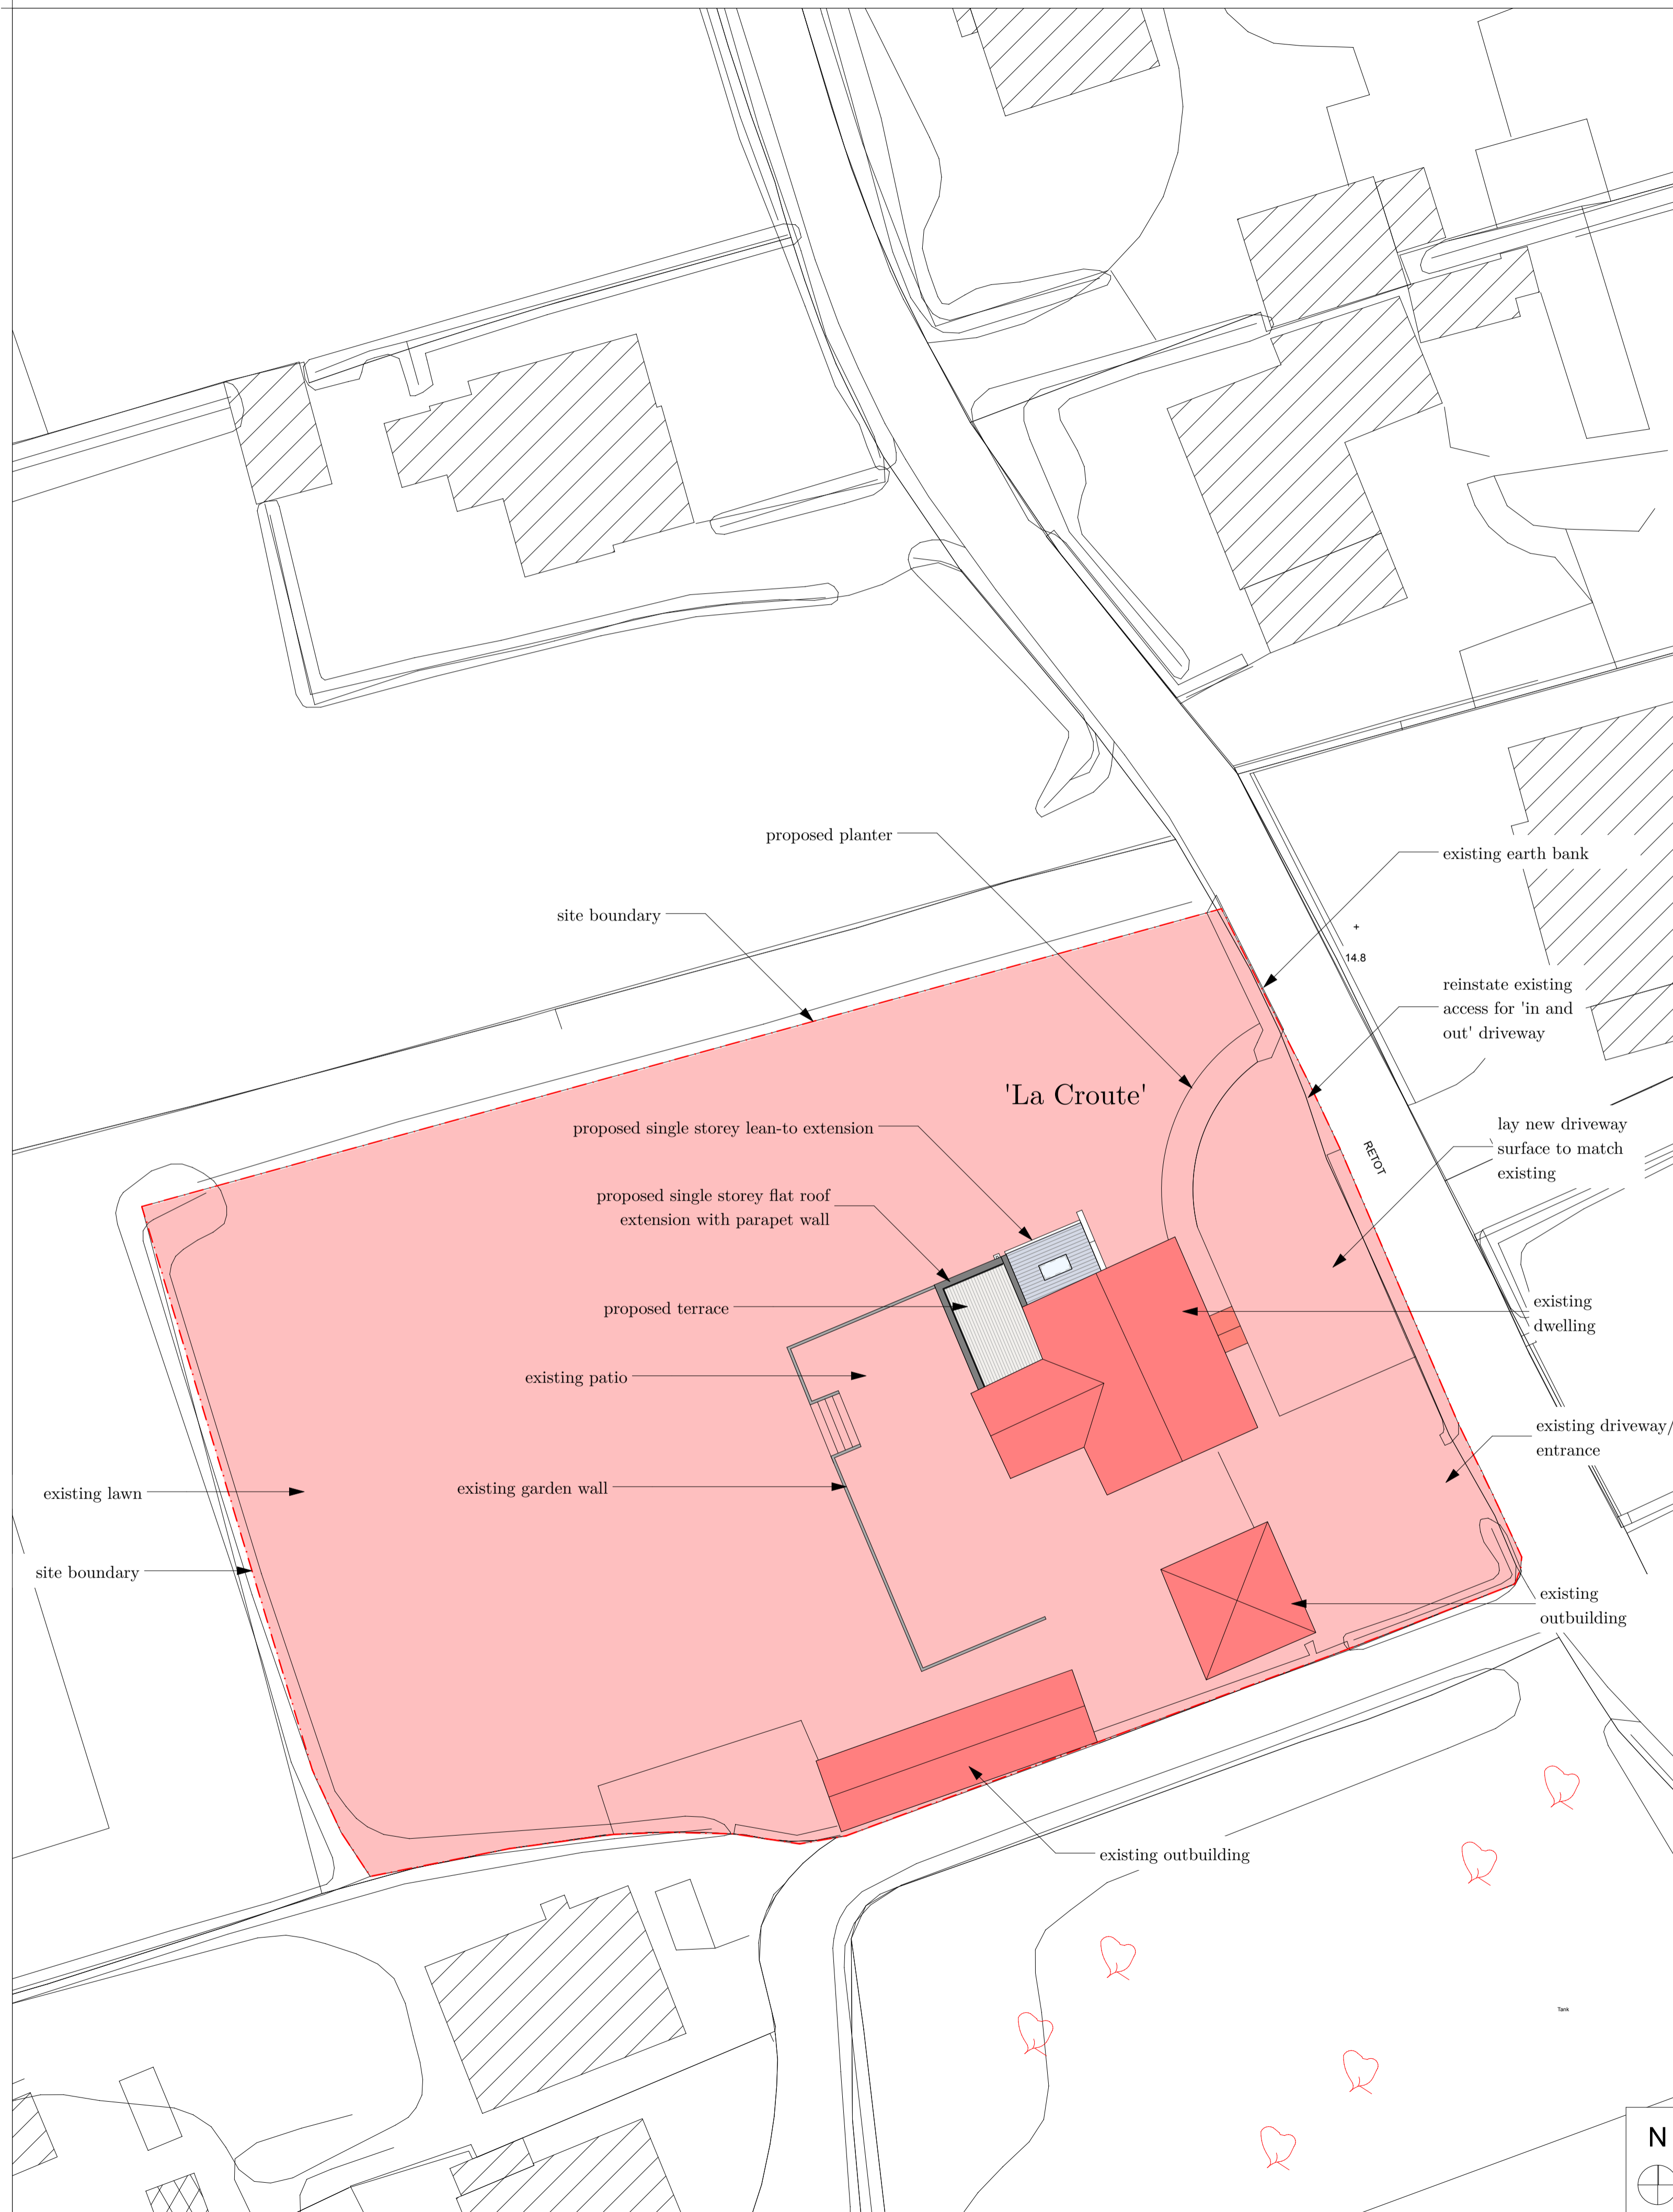 proposed planter
existing earth bank
site boundary
+
14.8
reinstate existing
access for 'in and
out' driveway
'La Croute'
proposed single storey lean-to extension
lay new driveway
surface to match
existing
RETOT
proposed single storey flat roof
extension with parapet wall
proposed terrace
existing
dwelling
existing patio
existing driveway/
entrance
existing garden wall
existing lawn
site boundary
existing
outbuilding
existing outbuilding
Tank
N